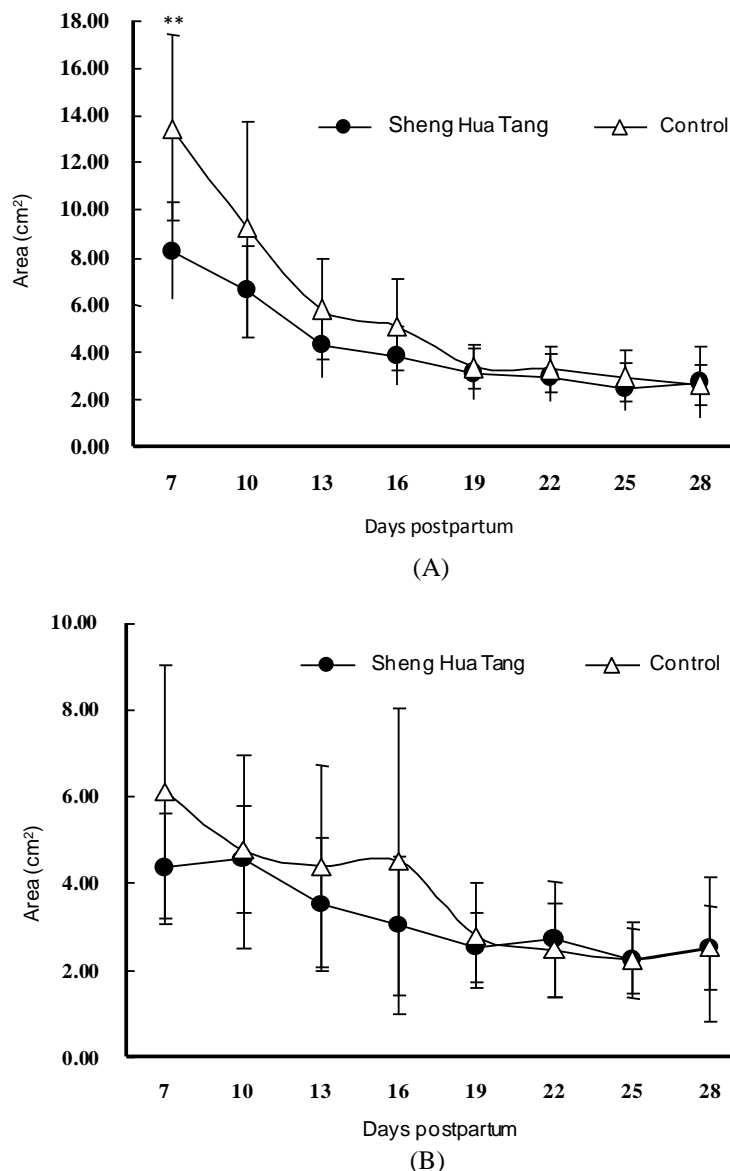 18.00
**
16.00
14.00
12.00
10.00
8.00
6.00
4.00
2.00
0.00
Area (cm²)
Sheng Hua Tang
Control
7 10 13 16 19 22 25 28
Days postpartum
(A)
10.00
8.00
6.00
4.00
2.00
0.00
Area (cm²)
Sheng Hua Tang
Control
7 10 13 16 19 22 25 28
Days postpartum
(B)